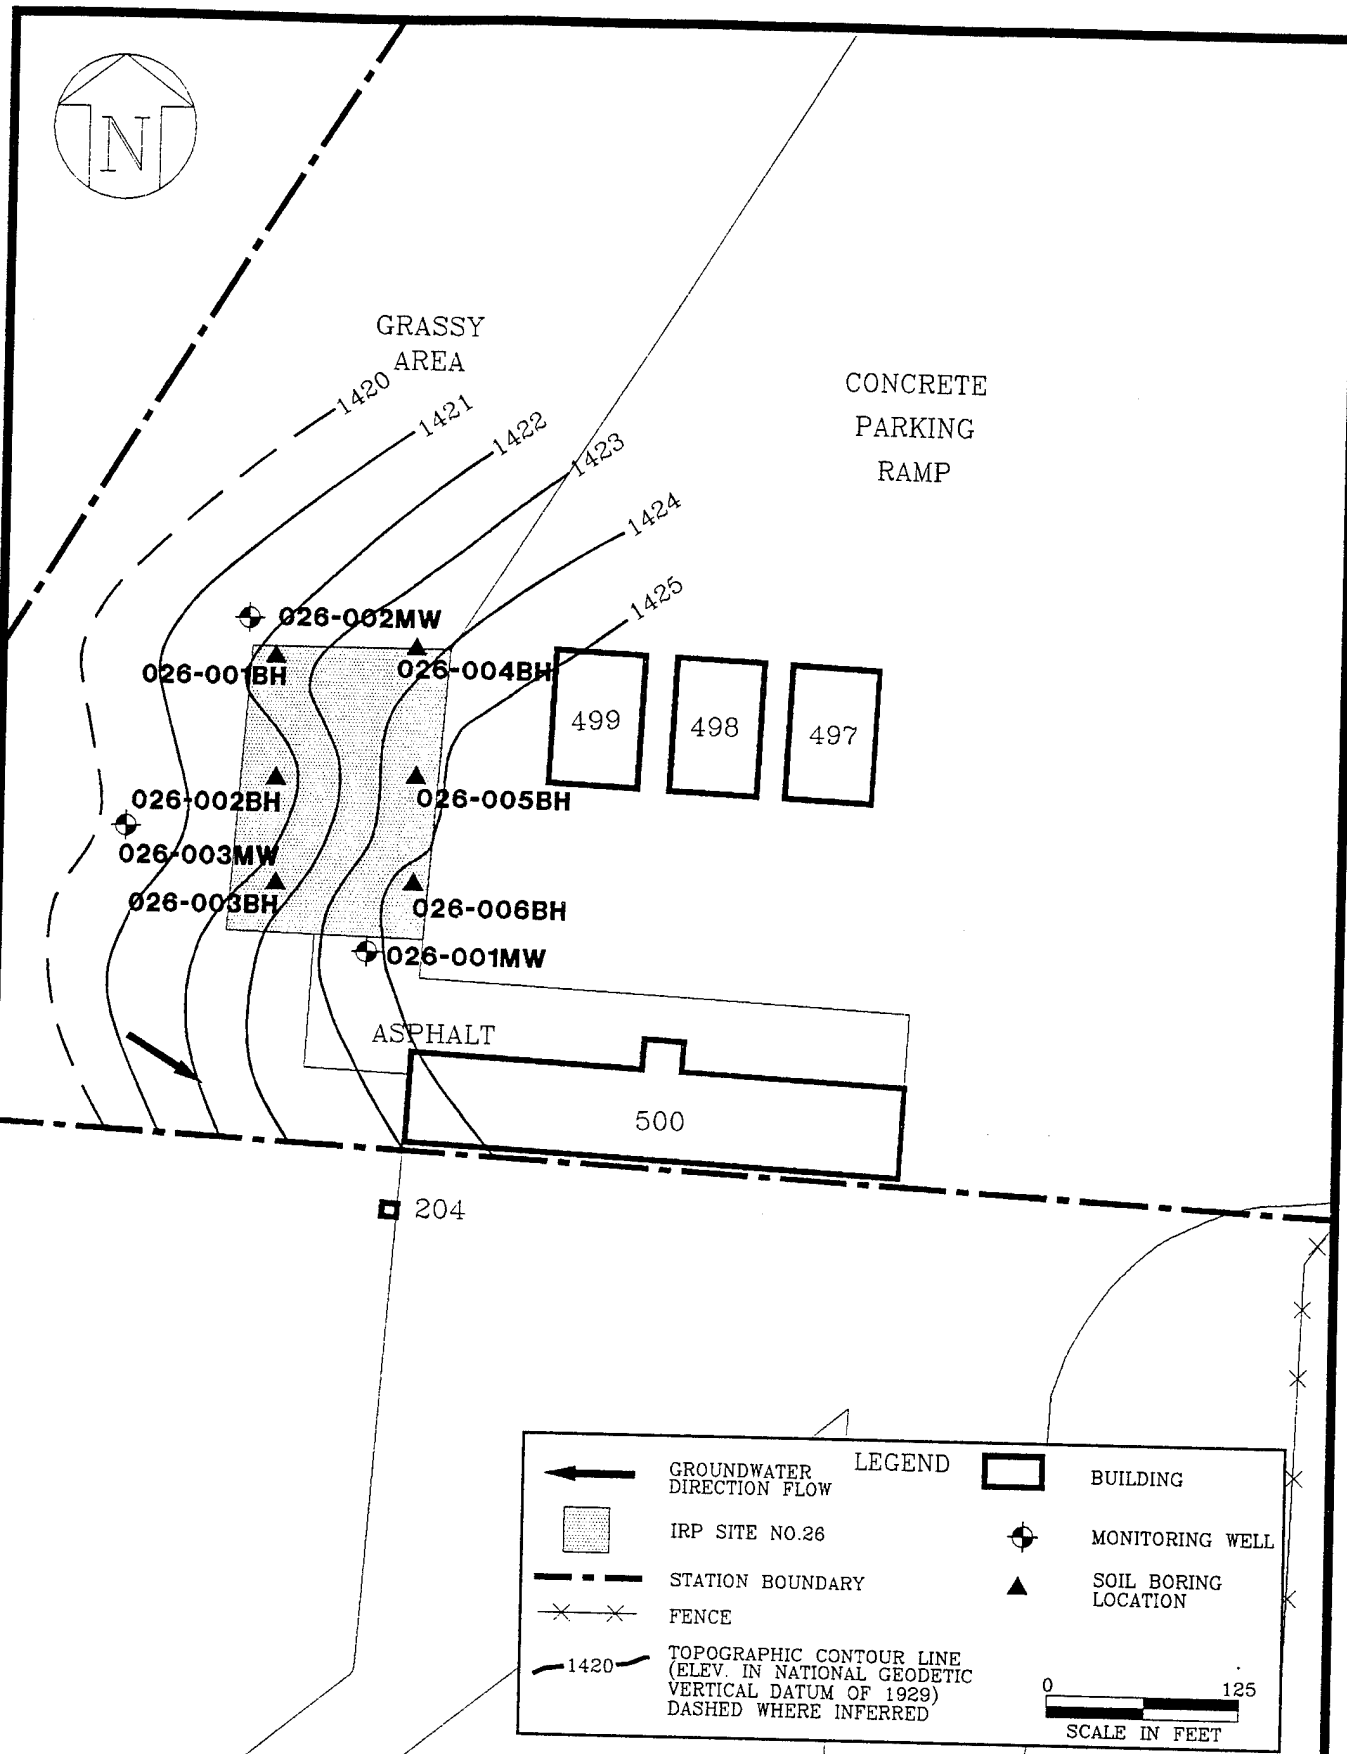 N
GRASSY
AREA
CONCRETE
PARKING
RAMP
1420
1421
1422
1423
1424
1425
026-002MW
026-001BH
026-004BH
499
498
497
026-002BH
026-005BH
026-003MW
026-003BH
026-006BH
026-001MW
ASPHALT
500
204
LEGEND
GROUNDWATER
DIRECTION FLOW
IRP SITE NO.26
STATION BOUNDARY
FENCE
1420
TOPOGRAPHIC CONTOUR LINE
(ELEV. IN NATIONAL GEODETIC
VERTICAL DATUM OF 1929)
DASHED WHERE INFERRED
BUILDING
MONITORING WELL
SOIL BORING
LOCATION
0 125
SCALE IN FEET